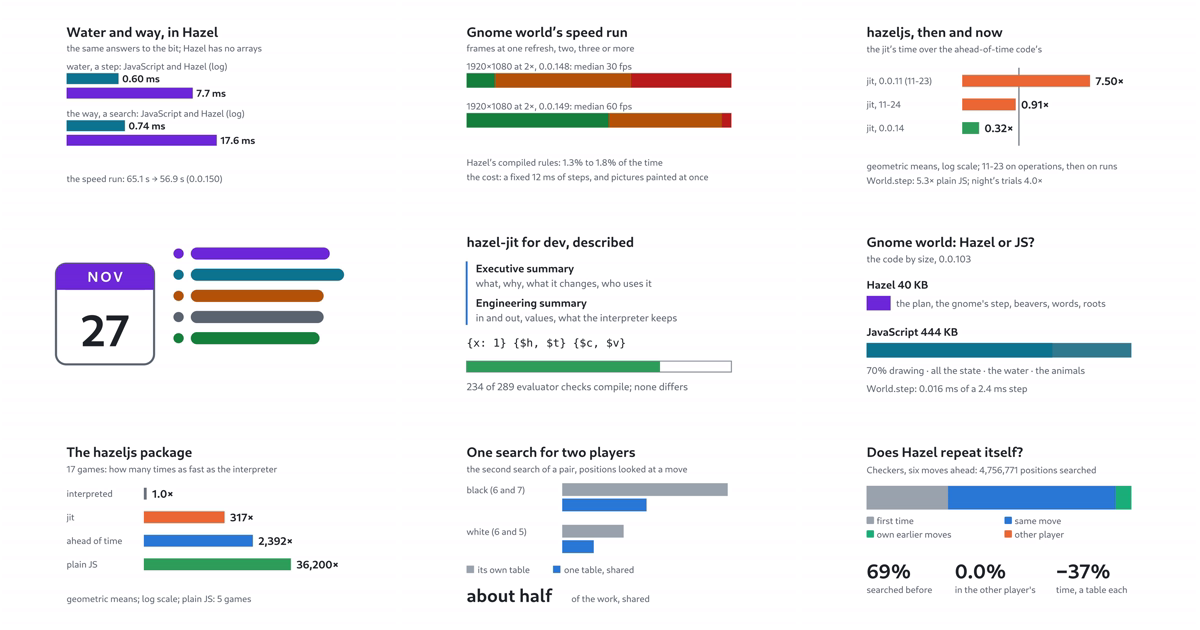 Water and way, in Hazel
the same answers to the bit; Hazel has no arrays
water, a step: JavaScript and Hazel (log)
0.60 ms
7.7 ms
the way, a search: JavaScript and Hazel (log)
0.74 ms
17.6 ms
the speed run: 65.1 s → 56.9 s (0.0.150)
Gnome world's speed run
frames at one refresh, two, three or more
1920×1080 at 2×, 0.0.148: median 30 fps
1920×1080 at 2×, 0.0.149: median 60 fps
Hazel's compiled rules: 1.3% to 1.8% of the time
the cost: a fixed 12 ms of steps, and pictures painted at once
hazeljs, then and now
the jit's time over the ahead-of-time code's
jit, 0.0.11 (11-23) 7.50×
jit, 11-24 0.91×
jit, 0.0.14 0.32×
geometric means, log scale; 11-23 on operations, then on runs
World.step: 5.3× plain JS; night's trials 4.0×
NOV
27
hazel-jit for dev, described
Executive summary
what, why, what it changes, who uses it
Engineering summary
in and out, values, what the interpreter keeps
{x: 1} {$h, $t} {$c, $v}
234 of 289 evaluator checks compile; none differs
Gnome world: Hazel or JS?
the code by size, 0.0.103
Hazel 40 KB
the plan, the gnome's step, beavers, words, roots
JavaScript 444 KB
70% drawing · all the state · the water · the animals
World.step: 0.016 ms of a 2.4 ms step
The hazeljs package
17 games: how many times as fast as the interpreter
interpreted 1.0×
jit 317×
ahead of time 2,392×
plain JS 36,200×
geometric means; log scale; plain JS: 5 games
One search for two players
the second search of a pair, positions looked at a move
black (6 and 7)
white (6 and 5)
its own table one table, shared
about half of the work, shared
Does Hazel repeat itself?
Checkers, six moves ahead: 4,756,771 positions searched
first time same move
own earlier moves other player
69% 0.0% −37%
searched before in the other player's time, a table each